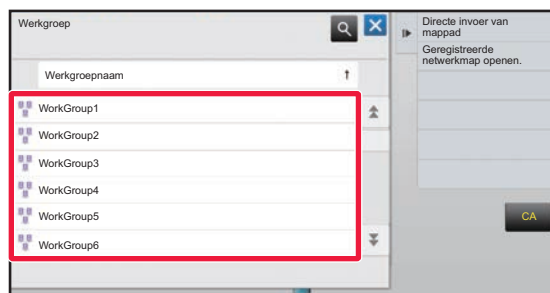 Werkgroep
Werkgroepnaam
WorkGroup1
WorkGroup2
WorkGroup3
WorkGroup4
WorkGroup5
WorkGroup6
Directe invoer van
mappad
Geregistreerde
netwerkmap openen.
CA